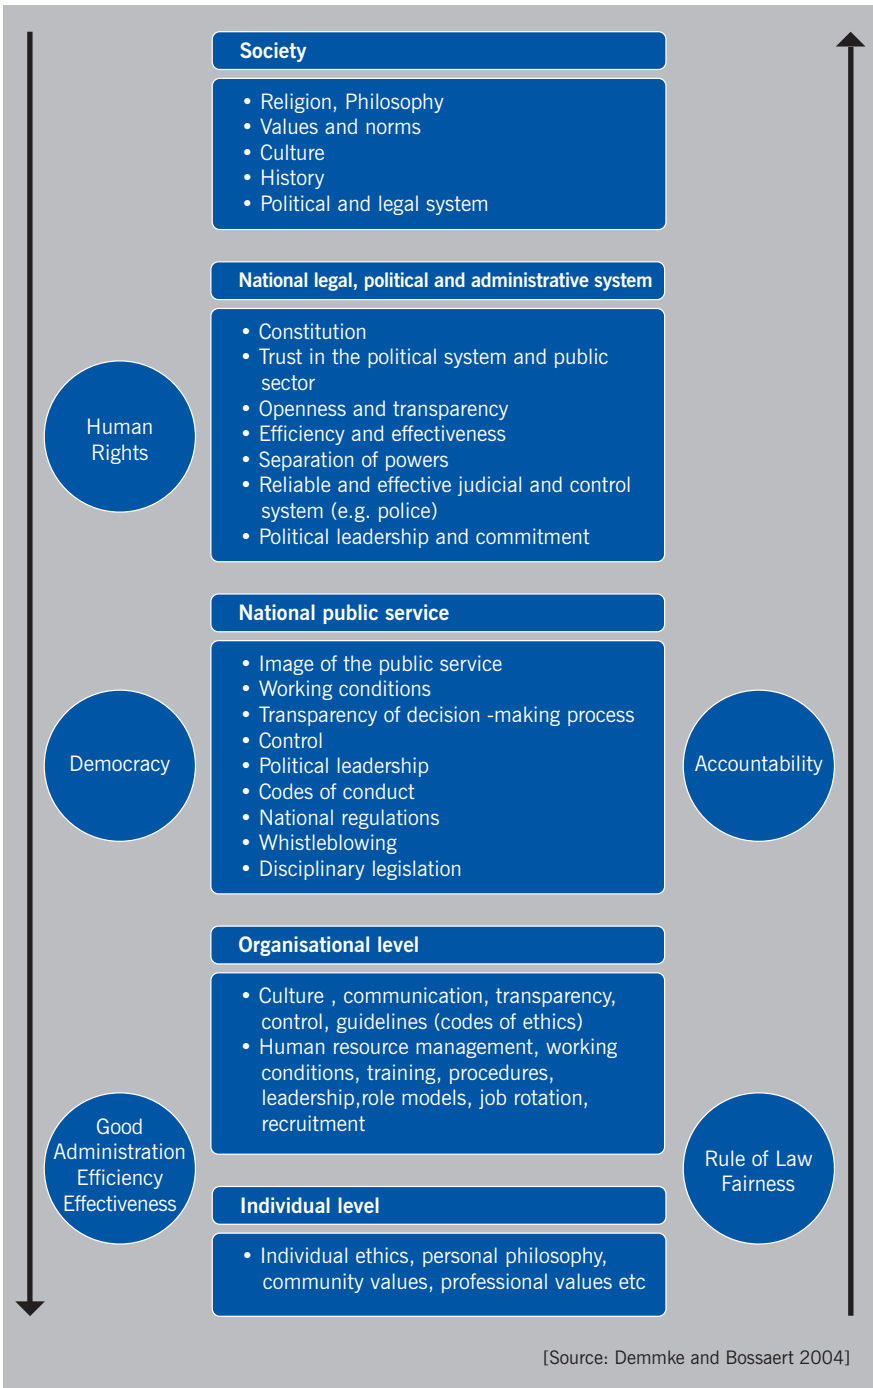 Society
• Religion, Philosophy
• Values and norms
• Culture
• History
• Political and legal system
National legal, political and administrative system
• Constitution
• Trust in the political system and public
sector
• Openness and transparency
• Efficiency and effectiveness
• Separation of powers
• Reliable and effective judicial and control
system (e.g. police)
• Political leadership and commitment
Human
Rights
National public service
• Image of the public service
• Working conditions
• Transparency of decision -making process
• Control
• Political leadership
• Codes of conduct
• National regulations
• Whistleblowing
• Disciplinary legislation
Democracy
Accountability
Organisational level
• Culture , communication, transparency,
control, guidelines (codes of ethics)
• Human resource management, working
conditions, training, procedures,
leadership,role models, job rotation,
recruitment
Good
Administration
Efficiency
Effectiveness
Rule of Law
Fairness
Individual level
• Individual ethics, personal philosophy,
community values, professional values etc
[Source: Demmke and Bossaert 2004]